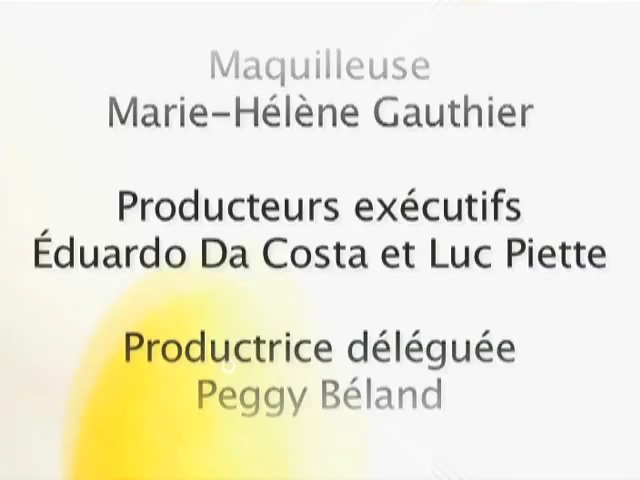 Maquilleuse
Marie-Hélène Gauthier
Producteurs exécutifs
Éduardo Da Costa et Luc Piette
Productrice déléguée
Peggy Béland